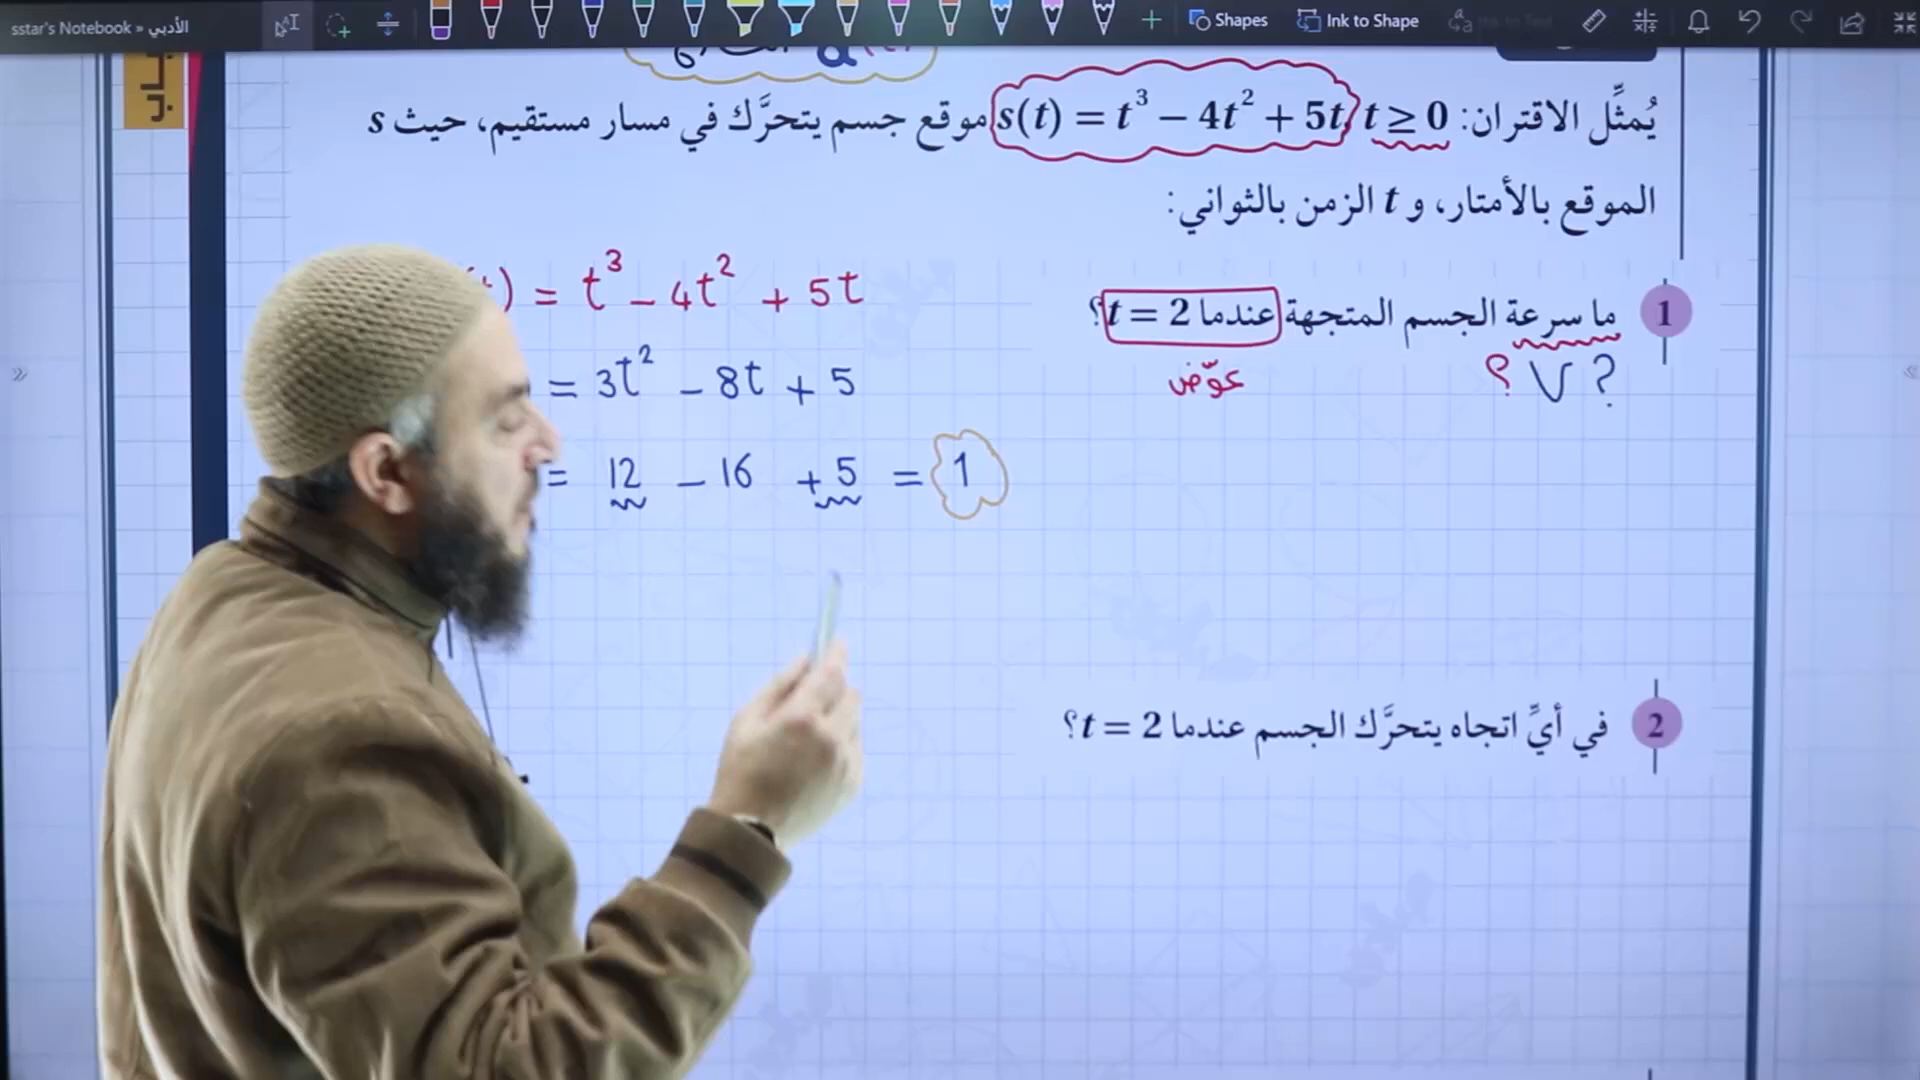 sstar's Notebook » الأدبي
Shapes
Ink to Shape
يُمثِّل الاقتران: s(t) = t³ − 4t² + 5t, t ≥ 0 موقع جسم يتحرَّك في مسار مستقيم، حيث s
الموقع بالأمتار، و t الزمن بالثواني:
1 ما سرعة الجسم المتجهة عندما t = 2؟
؟ V ?
عوّض
t) = t³ − 4t² + 5t
= 3t² − 8t + 5
= 12 − 16 + 5 = 1
2 في أيِّ اتجاه يتحرَّك الجسم عندما t = 2؟